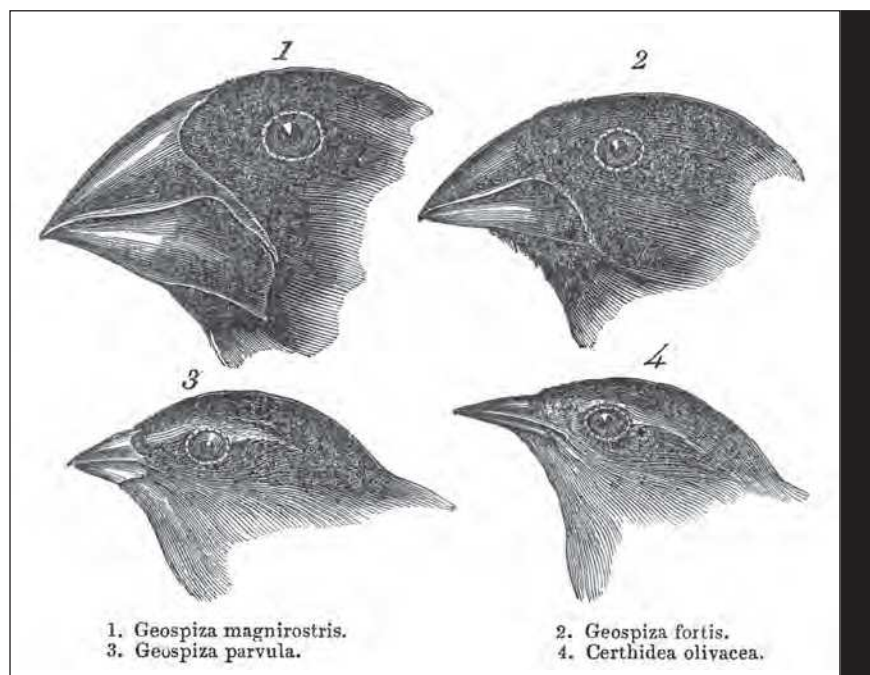 1
2
3
4
1. Geospiza magnirostris.
2. Geospiza fortis.
3. Geospiza parvula.
4. Certhidea olivacea.